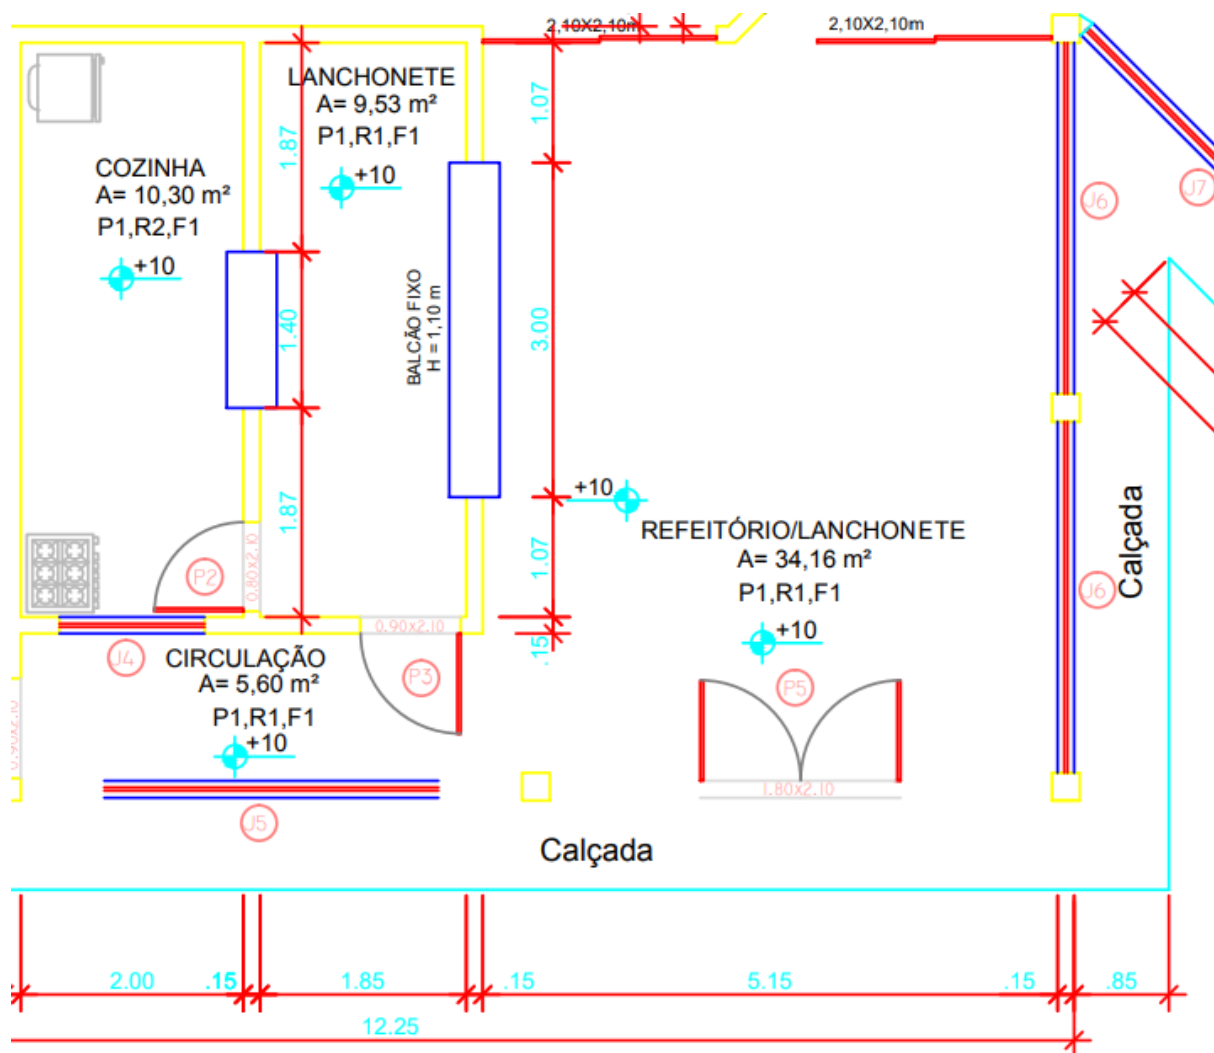 2,10X2,10m
2,10X2,10m
LANCHONETE
A= 9,53 m²
P1,R1,F1
+10
1.87
1.07
COZINHA
A= 10,30 m²
P1,R2,F1
+10
J6
J7
1.40
BALCÃO FIXO
H = 1,10 m
3.00
+10
1.87
1.07
REFEITÓRIO/LANCHONETE
A= 34,16 m²
P1,R1,F1
+10
Calçada
P2
0.80x2.10
J6
0.90x2.10
.15
J4
CIRCULAÇÃO
A= 5,60 m²
P1,R1,F1
+10
P3
P5
0.90x2.10
1.80x2.10
J5
Calçada
2.00
.15
1.85
.15
5.15
.15
.85
12.25